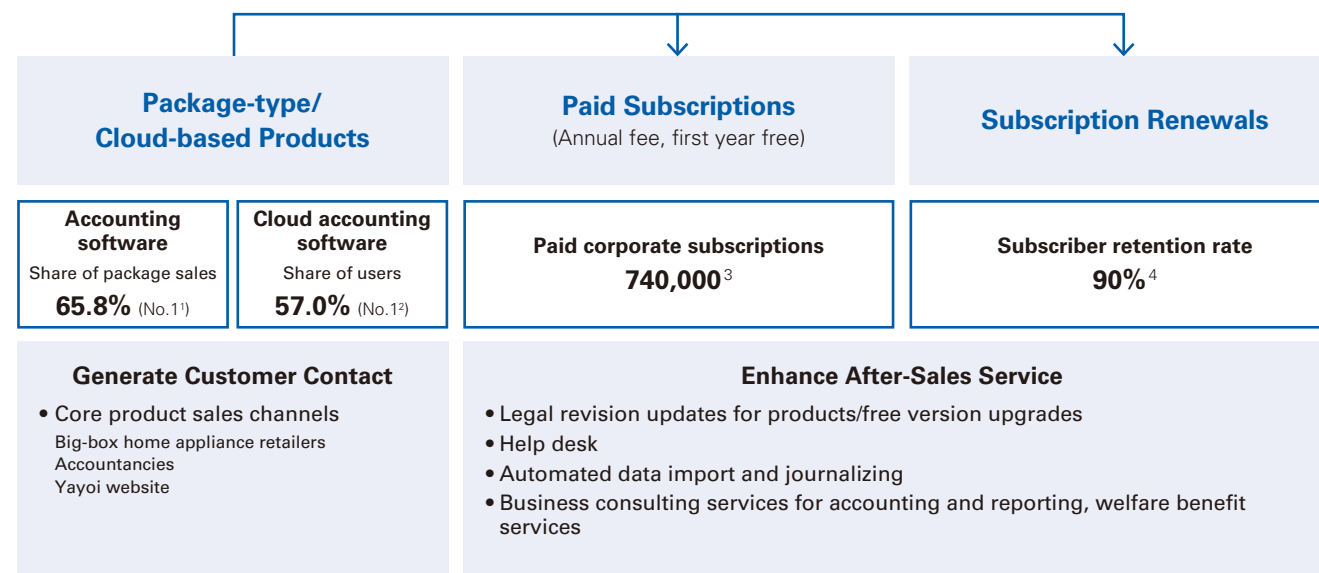 Package-type/
Cloud-based Products
Paid Subscriptions
(Annual fee, first year free)
Subscription Renewals
Accounting
software
Share of package sales
65.8% (No.1¹)
Cloud accounting
software
Share of users
57.0% (No.1²)
Paid corporate subscriptions
740,000³
Subscriber retention rate
90%⁴
Generate Customer Contact
• Core product sales channels
Big-box home appliance retailers
Accountancies
Yayoi website
Enhance After-Sales Service
• Legal revision updates for products/free version upgrades
• Help desk
• Automated data import and journalizing
• Business consulting services for accounting and reporting, welfare benefit
services